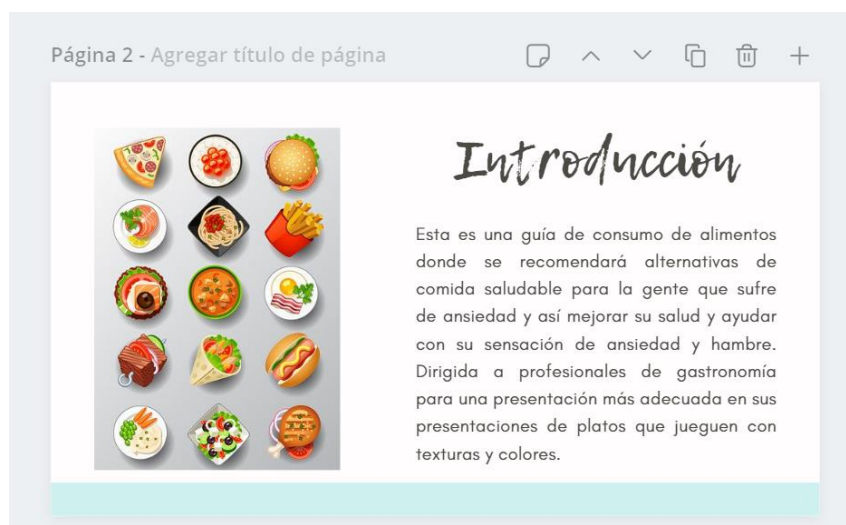 Página 2 - Agregar título de página
Introducción
Esta es una guía de consumo de alimentos
donde se recomendará alternativas de
comida saludable para la gente que sufre
de ansiedad y así mejorar su salud y ayudar
con su sensación de ansiedad y hambre.
Dirigida a profesionales de gastronomía
para una presentación más adecuada en sus
presentaciones de platos que jueguen con
texturas y colores.